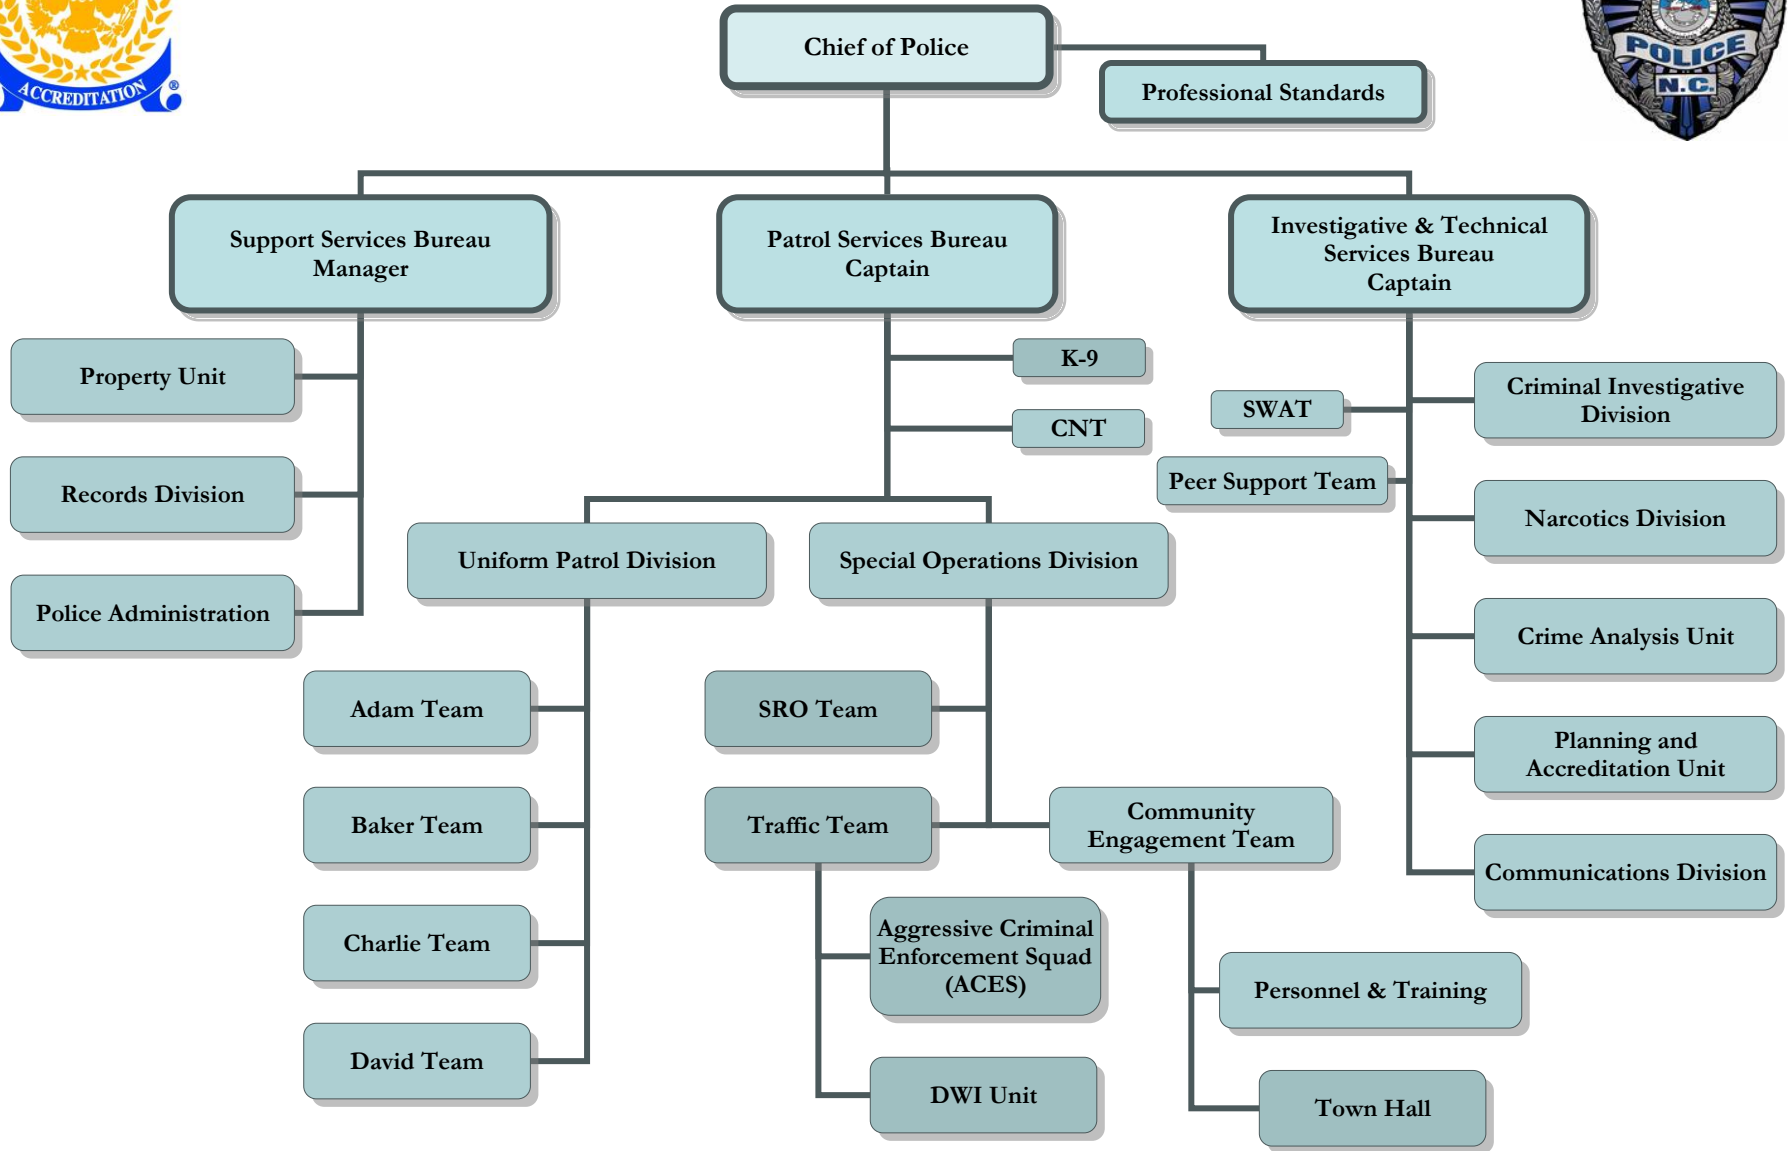 ACCREDITATION
®
POLICE
N.C.
Chief of Police
Professional Standards
Support Services Bureau
Manager
Patrol Services Bureau
Captain
Investigative & Technical
Services Bureau
Captain
Property Unit
Records Division
Police Administration
K-9
CNT
SWAT
Peer Support Team
Criminal Investigative
Division
Narcotics Division
Crime Analysis Unit
Planning and
Accreditation Unit
Communications Division
Uniform Patrol Division
Special Operations Division
Adam Team
Baker Team
Charlie Team
David Team
SRO Team
Traffic Team
Community
Engagement Team
Aggressive Criminal
Enforcement Squad
(ACES)
DWI Unit
Personnel & Training
Town Hall